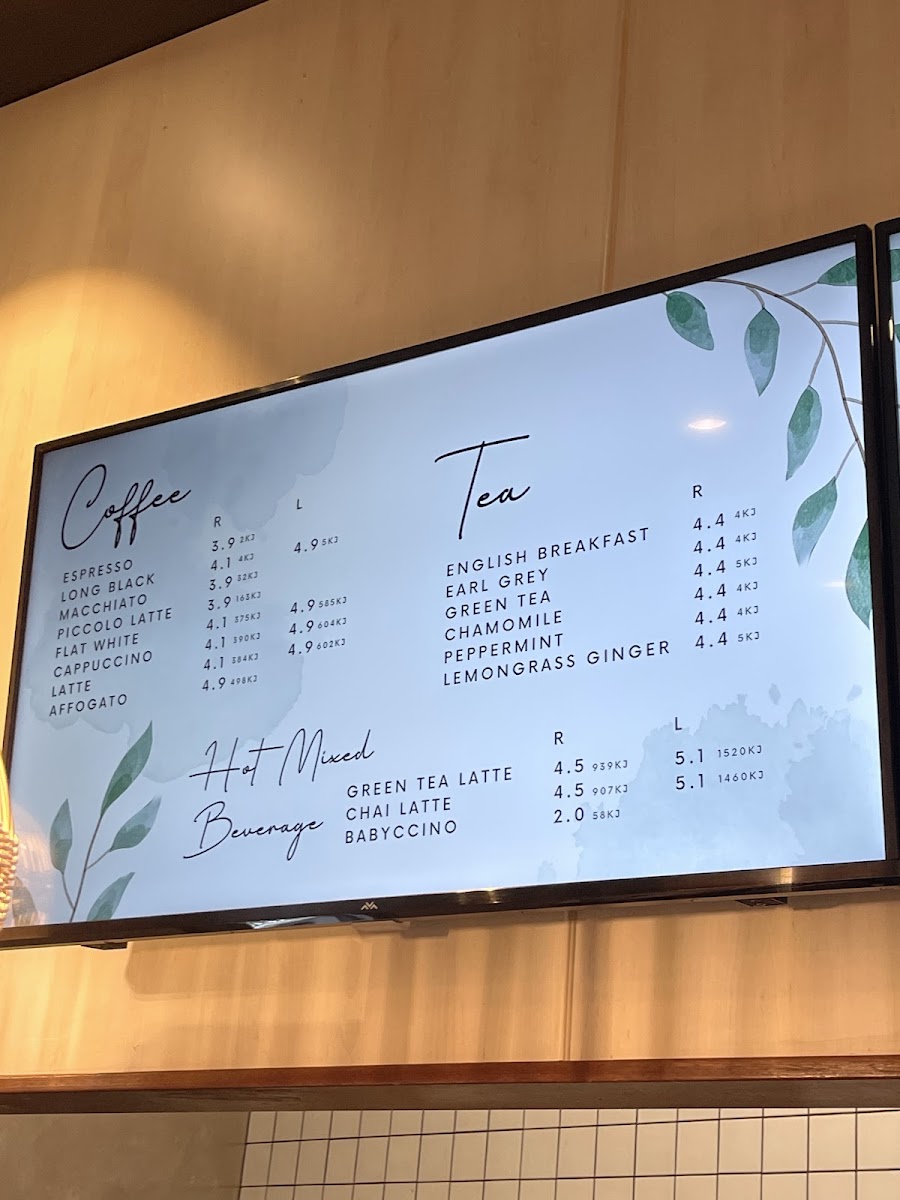 Coffee R L
ESPRESSO 3.9 2KJ
LONG BLACK 4.1 4KJ 4.9 5KJ
MACCHIATO 3.9 32KJ
PICCOLO LATTE 3.9 163KJ
FLAT WHITE 4.1 375KJ 4.9 585KJ
CAPPUCCINO 4.1 390KJ 4.9 604KJ
LATTE 4.1 384KJ 4.9 602KJ
AFFOGATO 4.9 498KJ
Tea R
ENGLISH BREAKFAST 4.4 4KJ
EARL GREY 4.4 4KJ
GREEN TEA 4.4 5KJ
CHAMOMILE 4.4 4KJ
PEPPERMINT 4.4 4KJ
LEMONGRASS GINGER 4.4 5KJ
Hot Mixed
Beverage
R L
GREEN TEA LATTE 4.5 939KJ 5.1 1520KJ
CHAI LATTE 4.5 907KJ 5.1 1460KJ
BABYCCINO 2.0 58KJ